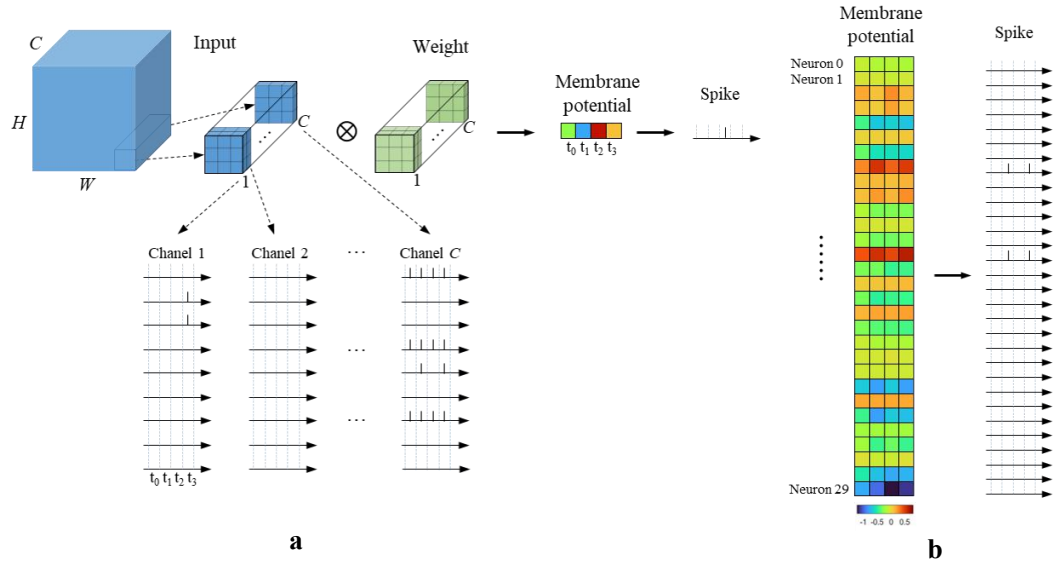 C
Input
Weight
H
W
C
1
⊗
C
1
Membrane
potential
t0 t1 t2 t3
Spike
Chanel 1
Chanel 2
...
Chanel C
...
...
t0 t1 t2 t3
a
Membrane
potential
Spike
Neuron 0
Neuron 1
Neuron 29
-1 -0.5 0 0.5
b